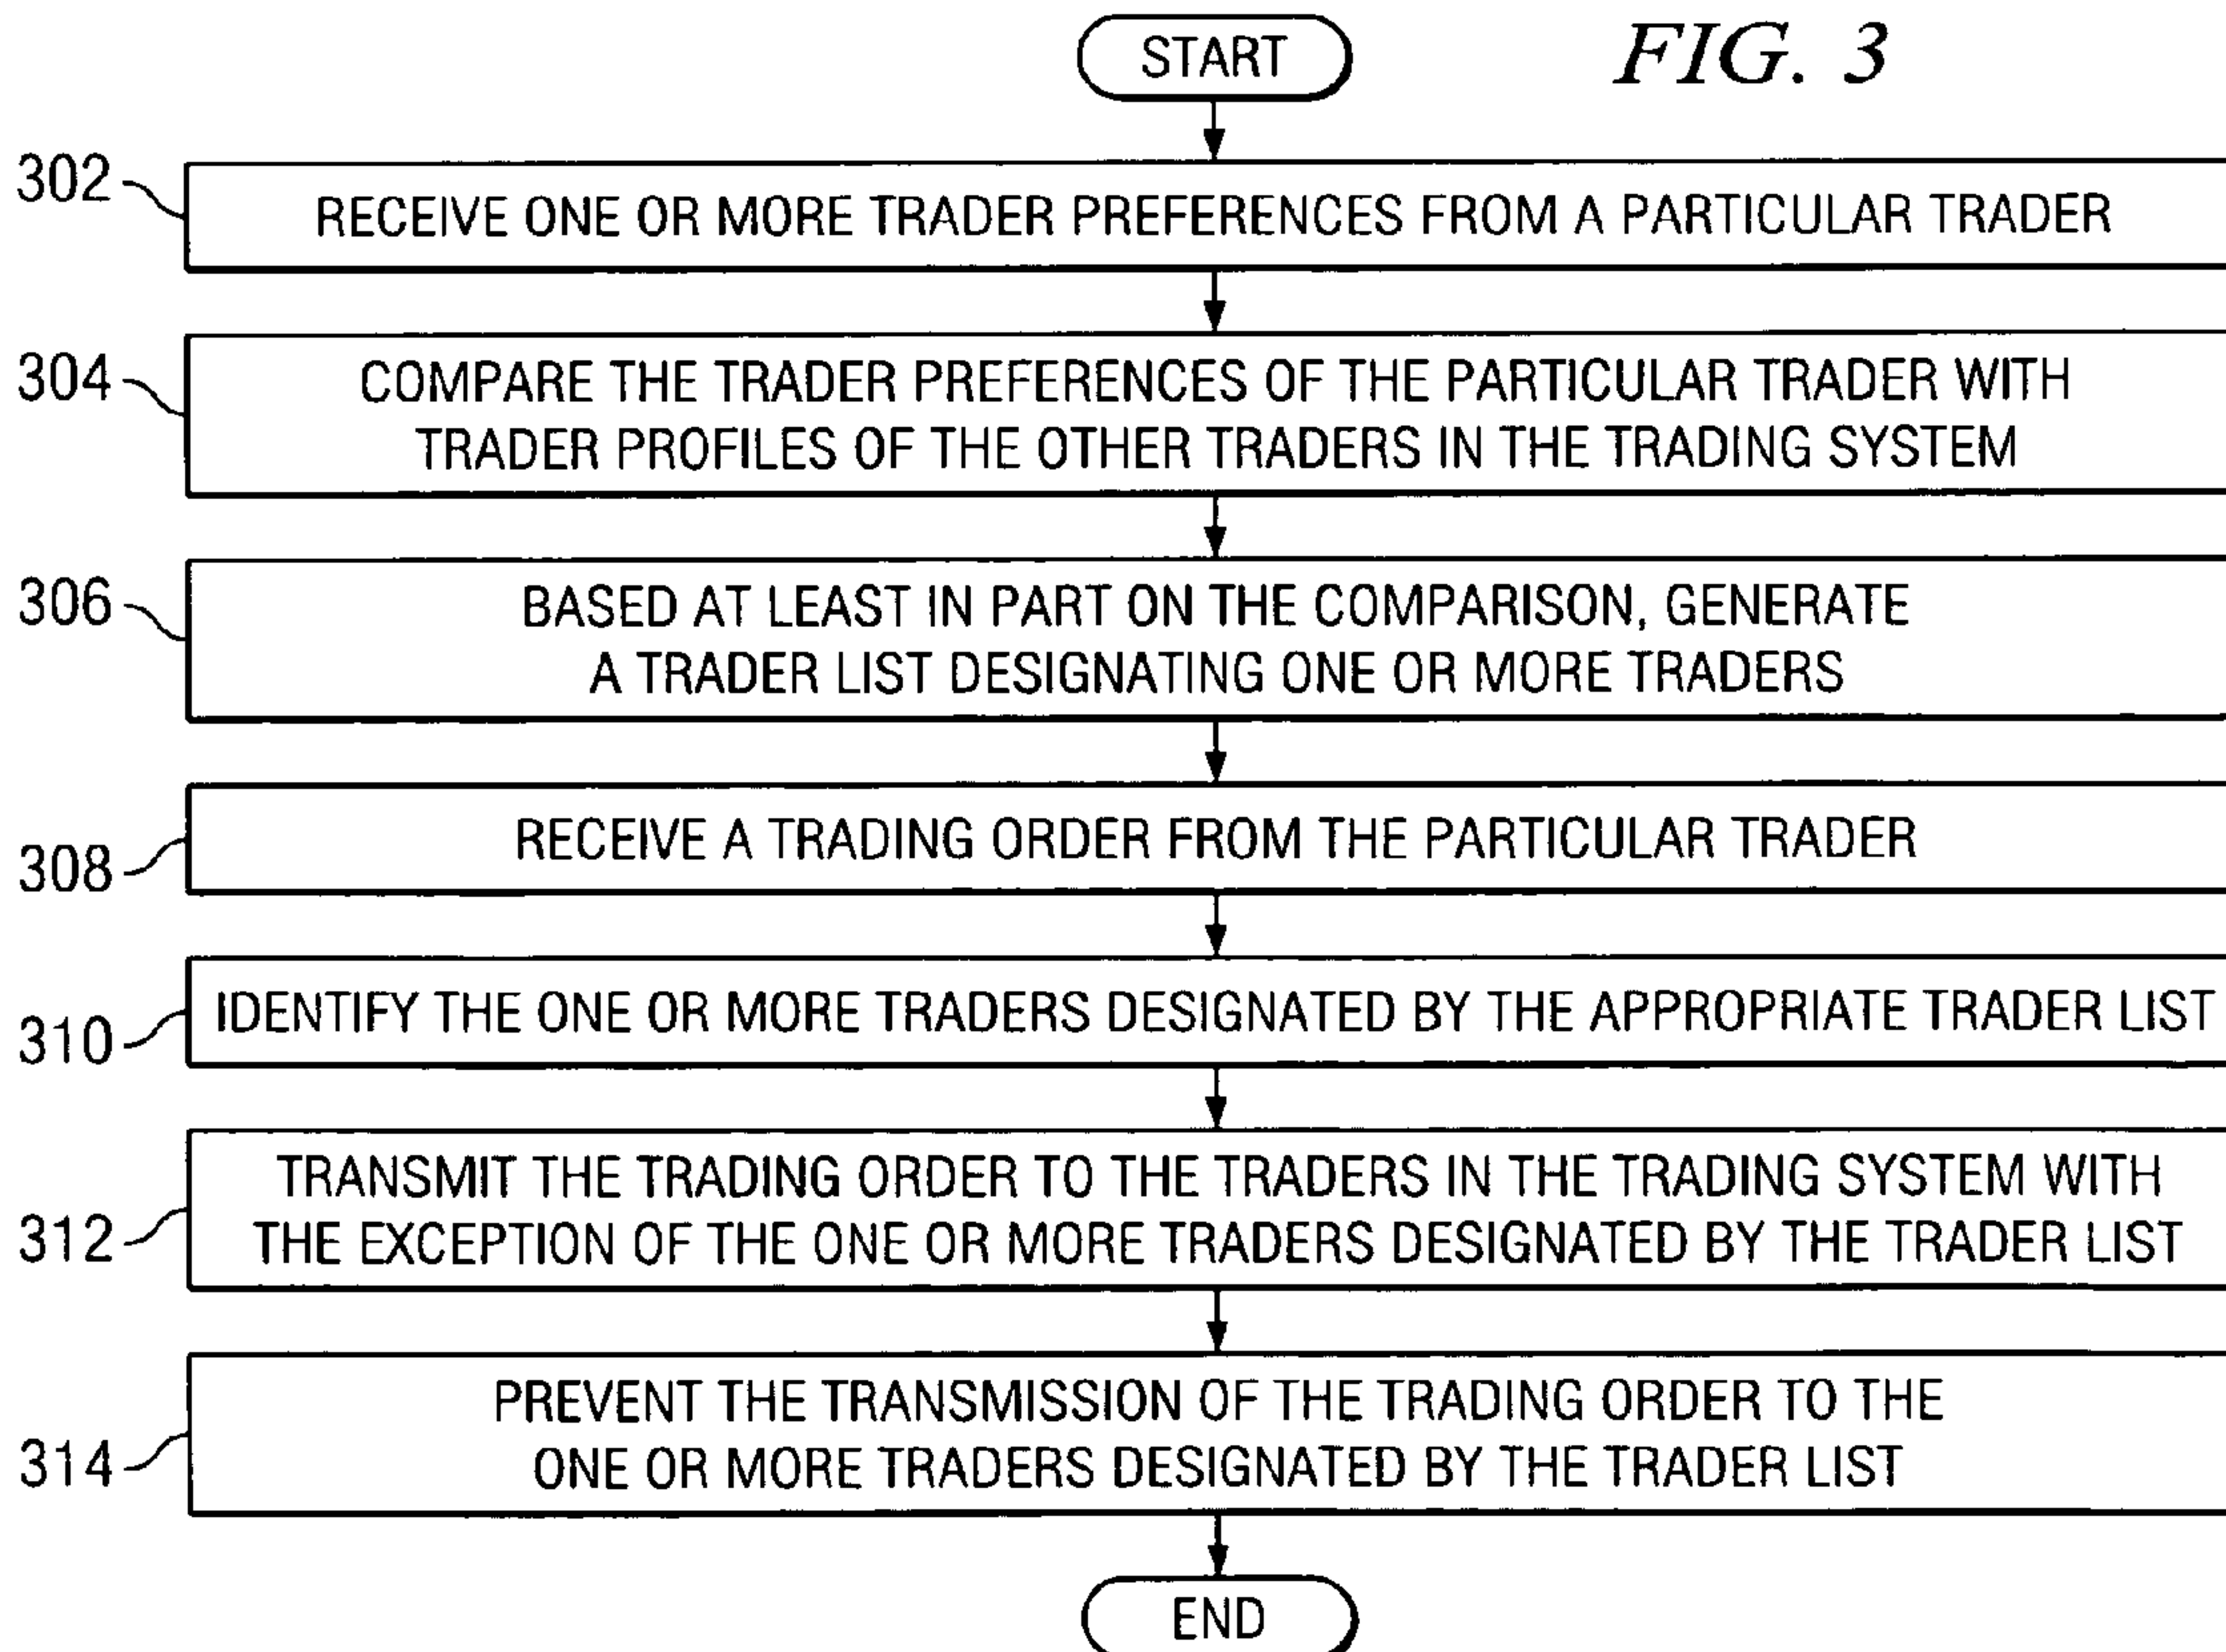 START
FIG. 3
302
RECEIVE ONE OR MORE TRADER PREFERENCES FROM A PARTICULAR TRADER
304
COMPARE THE TRADER PREFERENCES OF THE PARTICULAR TRADER WITH
TRADER PROFILES OF THE OTHER TRADERS IN THE TRADING SYSTEM
306
BASED AT LEAST IN PART ON THE COMPARISON, GENERATE
A TRADER LIST DESIGNATING ONE OR MORE TRADERS
308
RECEIVE A TRADING ORDER FROM THE PARTICULAR TRADER
310
IDENTIFY THE ONE OR MORE TRADERS DESIGNATED BY THE APPROPRIATE TRADER LIST
312
TRANSMIT THE TRADING ORDER TO THE TRADERS IN THE TRADING SYSTEM WITH
THE EXCEPTION OF THE ONE OR MORE TRADERS DESIGNATED BY THE TRADER LIST
314
PREVENT THE TRANSMISSION OF THE TRADING ORDER TO THE
ONE OR MORE TRADERS DESIGNATED BY THE TRADER LIST
END